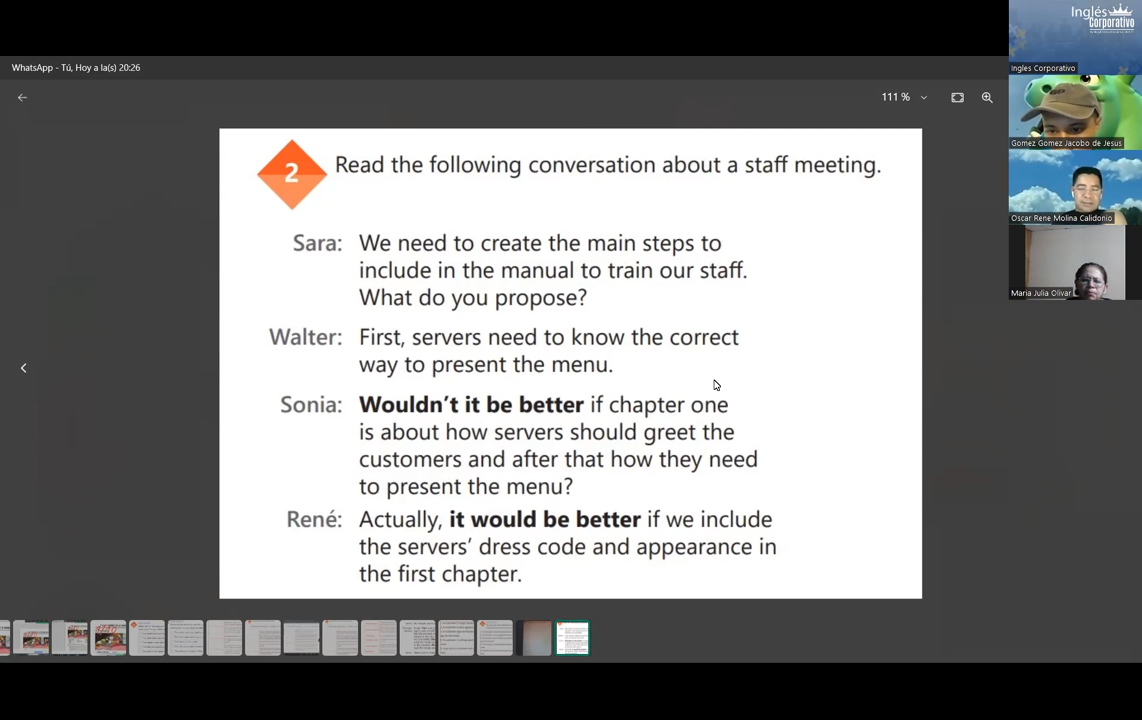 Inglés
Corporativo
WhatsApp - Tú, Hoy a la(s) 20:26
Ingles Corporativo
111 %
Gomez Gomez Jacobo de Jesus
2
Read the following conversation about a staff meeting.
Oscar Rene Molina Calidonio
Sara: We need to create the main steps to
include in the manual to train our staff.
What do you propose?
Maria Julia Olivar
Walter: First, servers need to know the correct
way to present the menu.
Sonia: Wouldn't it be better if chapter one
is about how servers should greet the
customers and after that how they need
to present the menu?
René: Actually, it would be better if we include
the servers' dress code and appearance in
the first chapter.